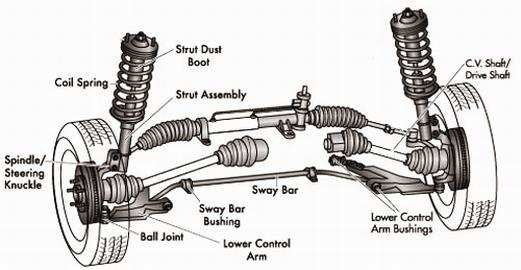 Strut Dust
Boot
C.V. Shaft/
Drive Shaft
Coil Spring
Strut Assembly
Spindle/
Steering
Knuckle
Sway Bar
Sway Bar
Bushing
Lower Control
Arm Bushings
Ball Joint
Lower Control
Arm